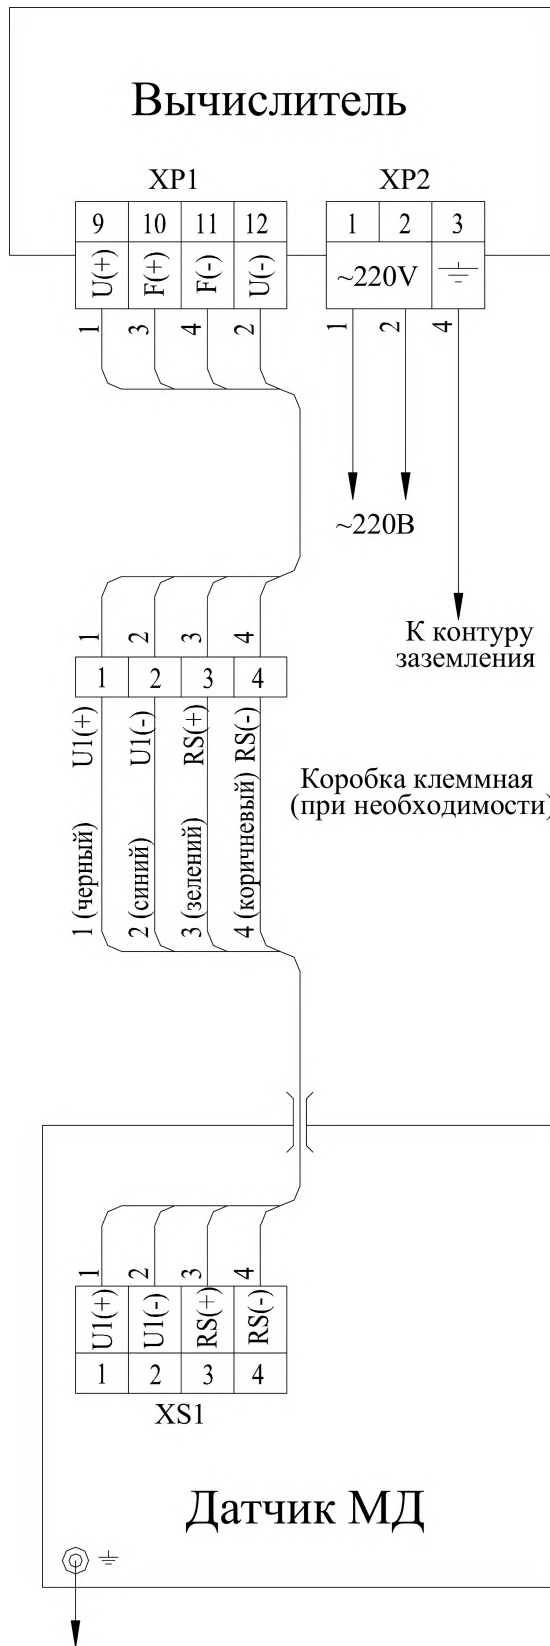 Вычислитель
XP1 XP2
9 10 11 12 1 2 3
U(+) F(+) F(-) U(-) ~220V
1 3 4 2 1 2 4
~220В
К контуру
заземления
1 2 3 4
1 2 3 4
U1(+) U1(-) RS(+) RS(-)
Коробка клеммная
(при необходимости)
1 (черный) 2 (синий) 3 (зелений) 4 (коричневый)
1 2 3 4
U1(+) U1(-) RS(+) RS(-)
1 2 3 4
XS1
Датчик МД